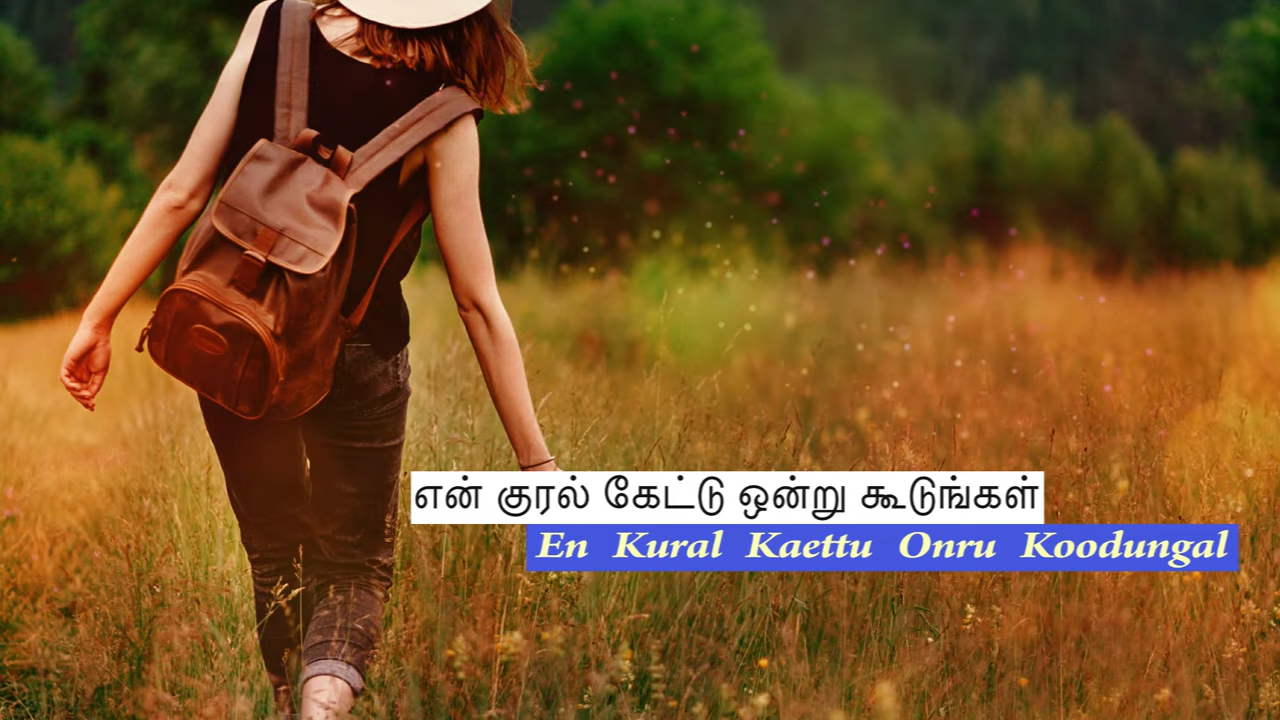 என் குரல் கேட்டு ஒன்று கூடுங்கள்
En Kural Kaettu Onru Koodungal